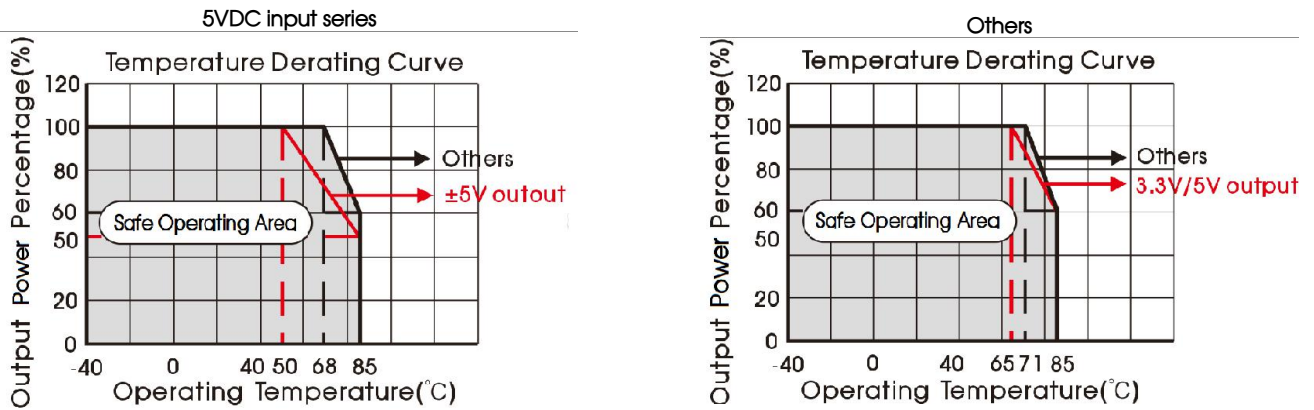 5VDC input series
Temperature Derating Curve
Output Power Percentage(%)
120
100
80
60
50
20
0
-40
0
40
50
68
85
Operating Temperature(°C)
Safe Operating Area
Others
±5V outout
Others
Temperature Derating Curve
Output Power Percentage(%)
120
100
80
60
50
20
0
-40
0
40
65
71
85
Operating Temperature(°C)
Safe Operating Area
Others
3.3V/5V output